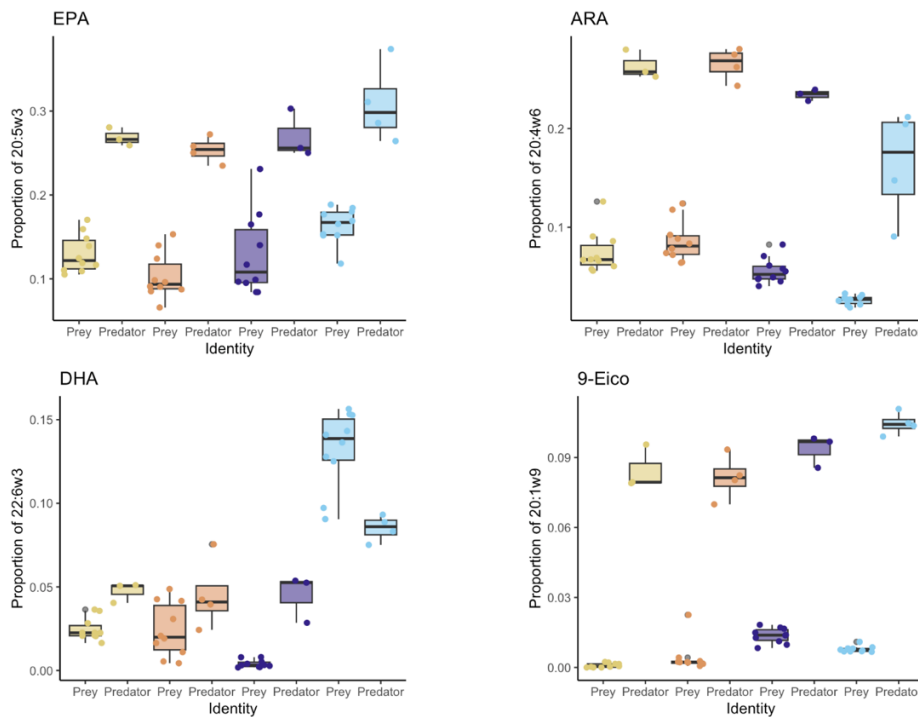 EPA
Proportion of 20:5w3
0.3
0.2
0.1
Prey Predator Prey Predator Prey Predator Prey Predator
Identity
ARA
Proportion of 20:4w6
0.2
0.1
Prey Predator Prey Predator Prey Predator Prey Predator
Identity
DHA
Proportion of 22:6w3
0.15
0.10
0.05
0.00
Prey Predator Prey Predator Prey Predator Prey Predator
Identity
9-Eico
Proportion of 20:1w9
0.09
0.06
0.03
0.00
Prey Predator Prey Predator Prey Predator Prey Predator
Identity